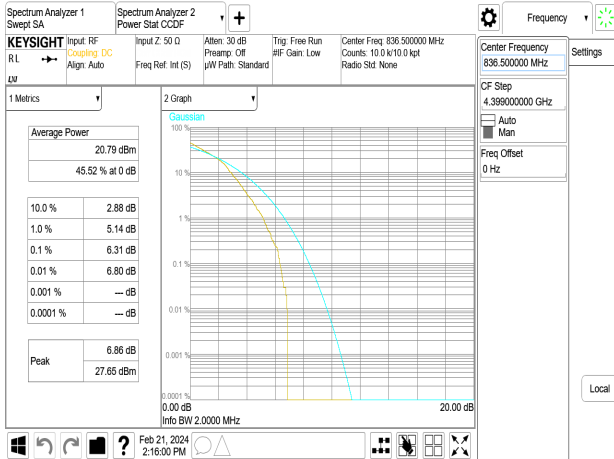 Spectrum Analyzer 1
Swept SA
Spectrum Analyzer 2
Power Stat CCDF
+
Frequency
KEYSIGHT
RL
LXI
Input: RF
Coupling: DC
Align: Auto
Input Z: 50 Ω
Freq Ref: Int (S)
Atten: 30 dB
Preamp: Off
µW Path: Standard
Trig: Free Run
#IF Gain: Low
Center Freq: 836.500000 MHz
Counts: 10.0 k/10.0 kpt
Radio Std: None
Center Frequency
836.500000 MHz
Settings
CF Step
4.399000000 GHz
Auto
Man
Freq Offset
0 Hz
1 Metrics
Average Power
20.79 dBm
45.52 % at 0 dB
10.0 % 2.88 dB
1.0 % 5.14 dB
0.1 % 6.31 dB
0.01 % 6.80 dB
0.001 % --- dB
0.0001 % --- dB
Peak
6.86 dB
27.65 dBm
2 Graph
Gaussian
100 %
10 %
1 %
0.1 %
0.01 %
0.001 %
0.0001 %
0.00 dB
20.00 dB
Info BW 2.0000 MHz
Local
?
Feb 21, 2024
2:16:00 PM